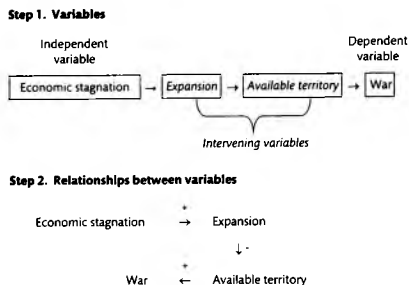 Step 1. Variables
Independent variable
Dependent variable
Economic stagnation → Expansion → Available territory → War
Intervening variables
Step 2. Relationships between variables
+
Economic stagnation → Expansion
↓ -
+
War ← Available territory